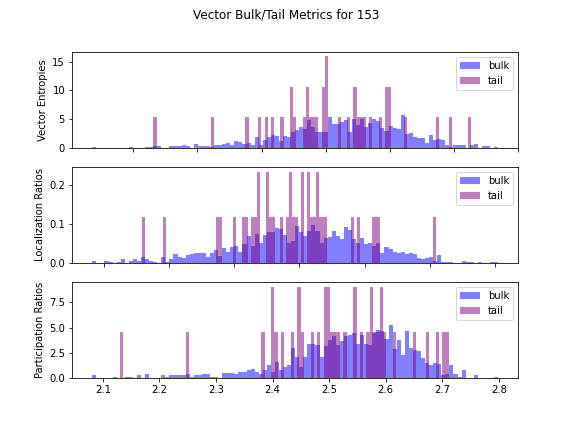 Vector Bulk/Tail Metrics for 153
Vector Entropies
15
10
5
0
bulk
tail
Localization Ratios
0.2
0.1
0.0
bulk
tail
Participation Ratios
7.5
5.0
2.5
0.0
bulk
tail
2.1 2.2 2.3 2.4 2.5 2.6 2.7 2.8